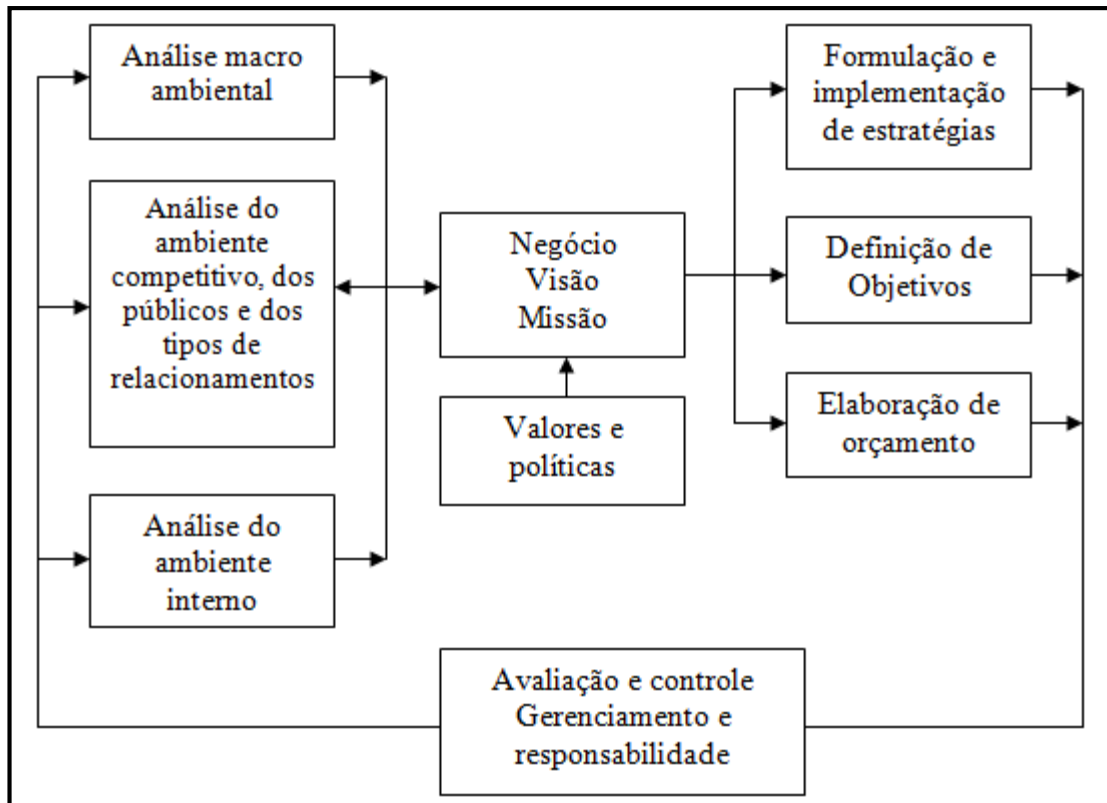 Análise macro
ambiental
Análise do
ambiente
competitivo, dos
públicos e dos
tipos de
relacionamentos
Análise do
ambiente
interno
Negócio
Visão
Missão
Valores e
políticas
Formulação e
implementação
de estratégias
Definição de
Objetivos
Elaboração de
orçamento
Avaliação e controle
Gerenciamento e
responsabilidade